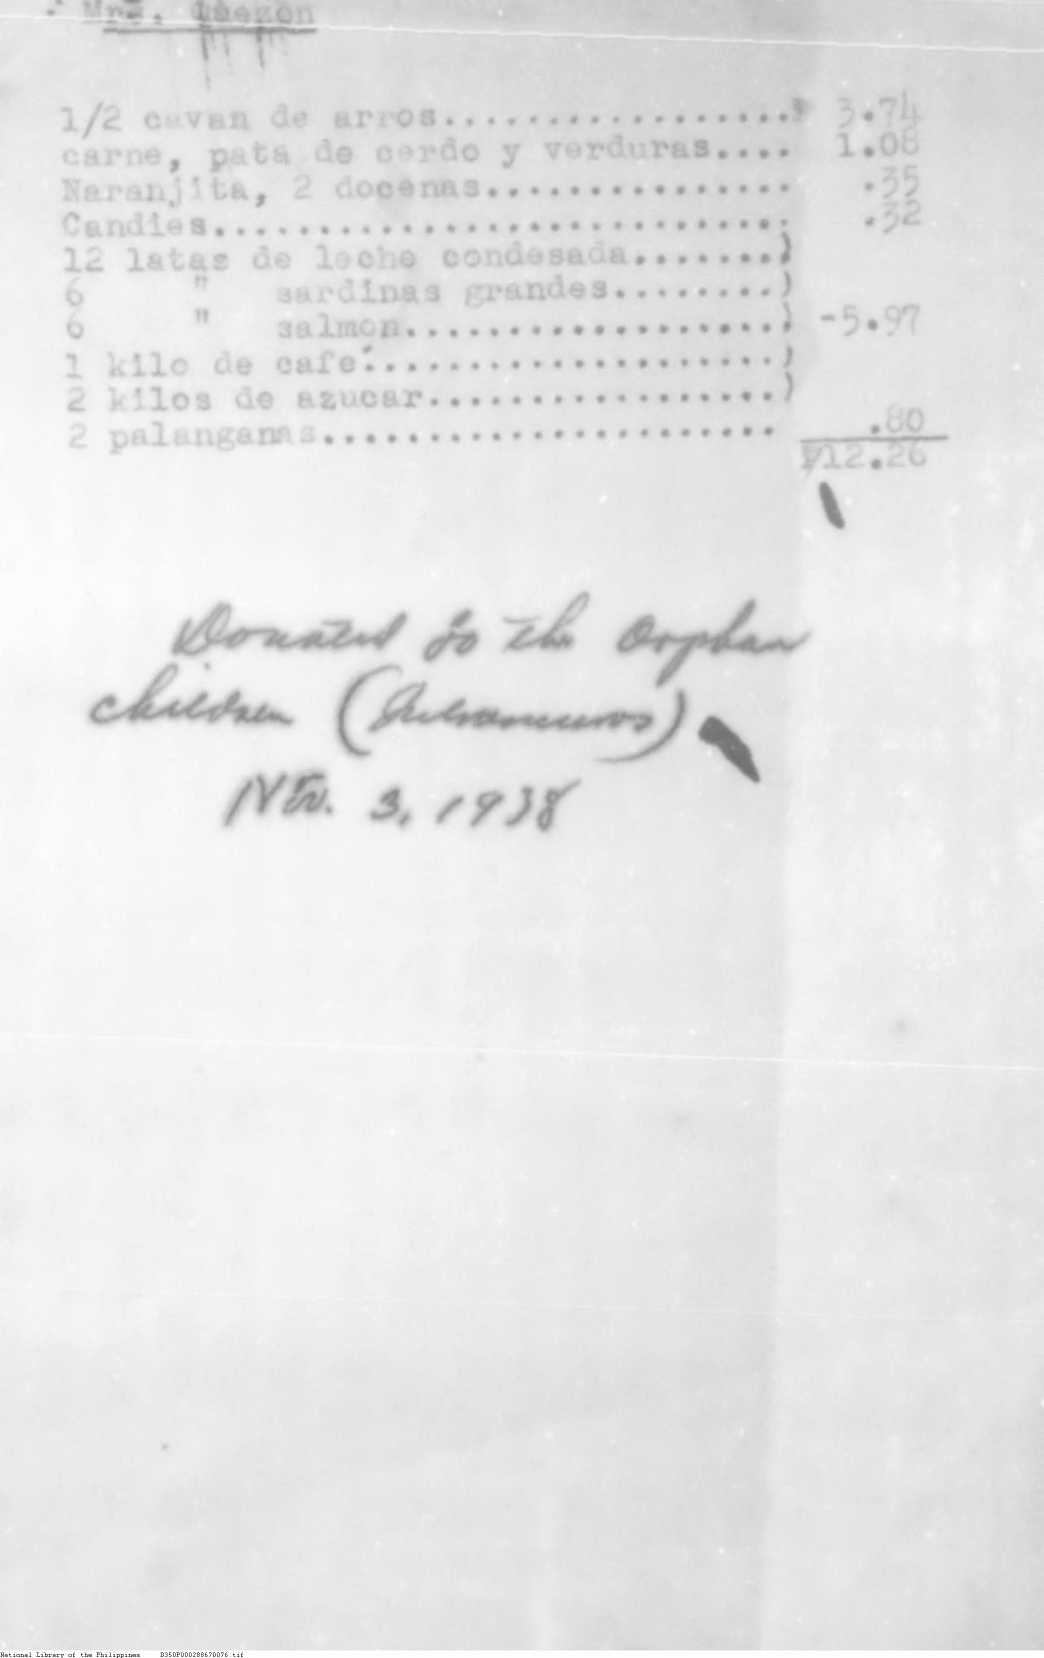 Mrs. Quezon
1/2 cavan de arros................. 3.74
carne, pata de cerdo y verduras.... 1.08
Naranjita, 2 docenas............... .35
Candies............................ .32
12 latas de leche condesada.......)
6 " sardinas grandes........)
6 " salmon..................) -5.97
1 kilo de café....................)
2 kilos de azucar.................)
2 palanganas...................... .80
₱12.26
Donated to the Orphan
children (
)
Nov. 3, 1938
National Library of the Philippines D350P000288670076.tif